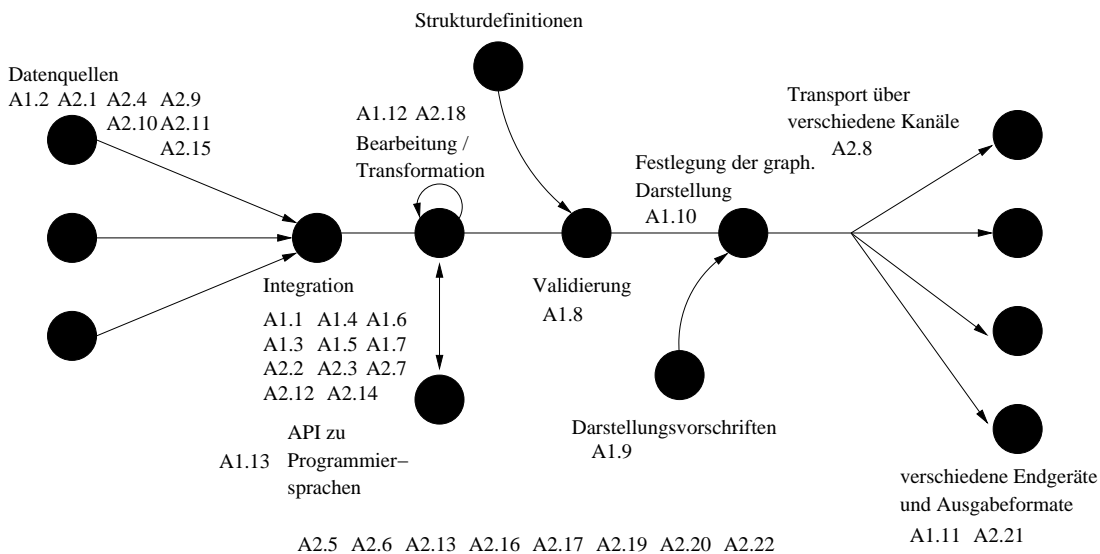 Strukturdefinitionen
Datenquellen
A1.2 A2.1 A2.4 A2.9
A2.10 A2.11
A2.15
A1.12 A2.18
Bearbeitung /
Transformation
Transport über
verschiedene Kanäle
A2.8
Festlegung der graph.
Darstellung
A1.10
Integration
A1.1 A1.4 A1.6
A1.3 A1.5 A1.7
A2.2 A2.3 A2.7
A2.12 A2.14
Validierung
A1.8
API zu
A1.13 Programmier–
sprachen
Darstellungsvorschriften
A1.9
verschiedene Endgeräte
und Ausgabeformate
A1.11 A2.21
A2.5 A2.6 A2.13 A2.16 A2.17 A2.19 A2.20 A2.22